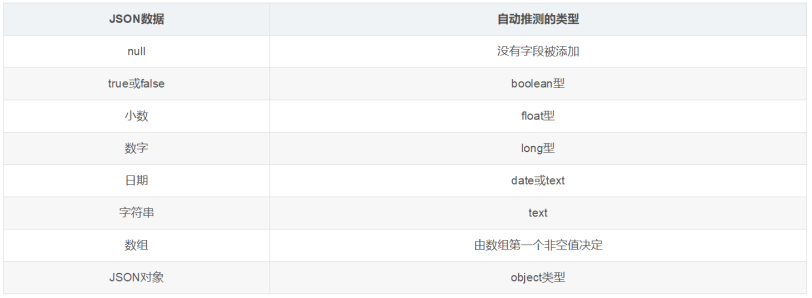 JSON数据 自动推测的类型
null 没有字段被添加
true或false boolean型
小数 float型
数字 long型
日期 date或text
字符串 text
数组 由数组第一个非空值决定
JSON对象 object类型